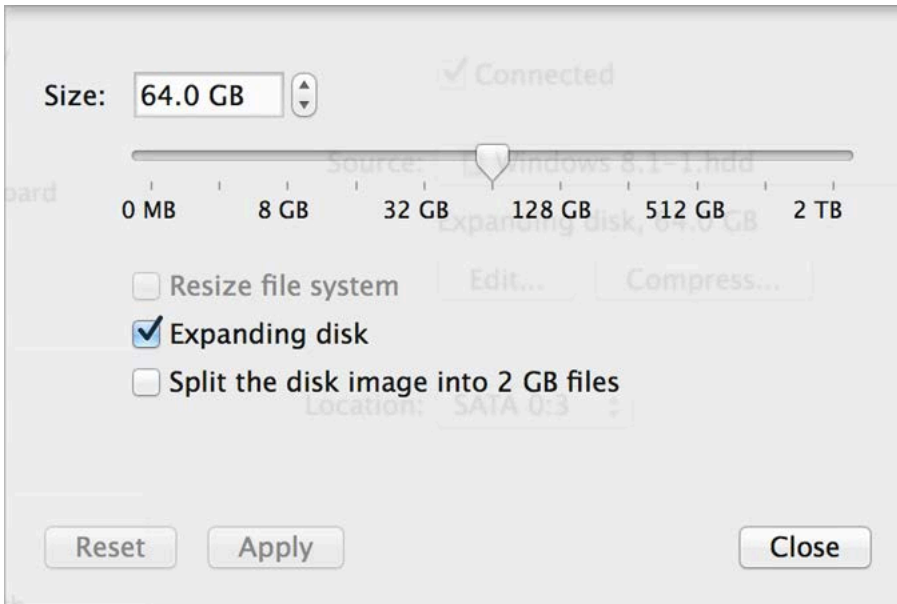 Size: 64.0 GB
Connected
Source: Windows 8.1-1.hdd
0 MB 8 GB 32 GB 128 GB 512 GB 2 TB
Expanding disk, 64.0 GB
Resize file system
Edit... Compress...
Expanding disk
Split the disk image into 2 GB files
Location: SATA 0:3
Reset Apply Close